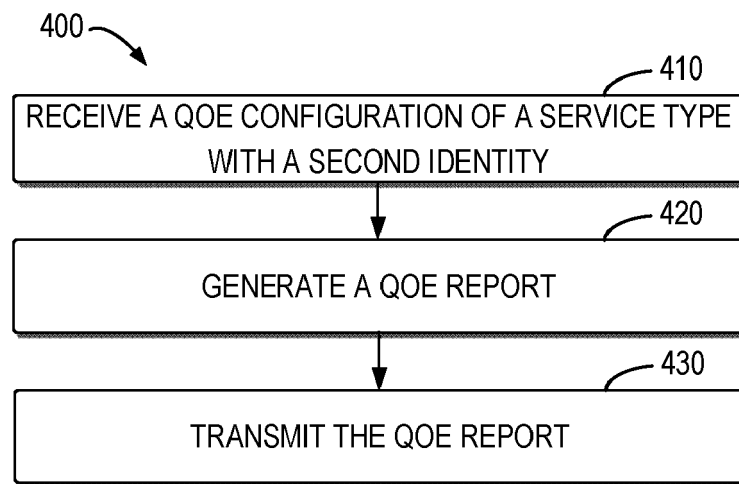 400
410
RECEIVE A QOE CONFIGURATION OF A SERVICE TYPE
WITH A SECOND IDENTITY
420
GENERATE A QOE REPORT
430
TRANSMIT THE QOE REPORT